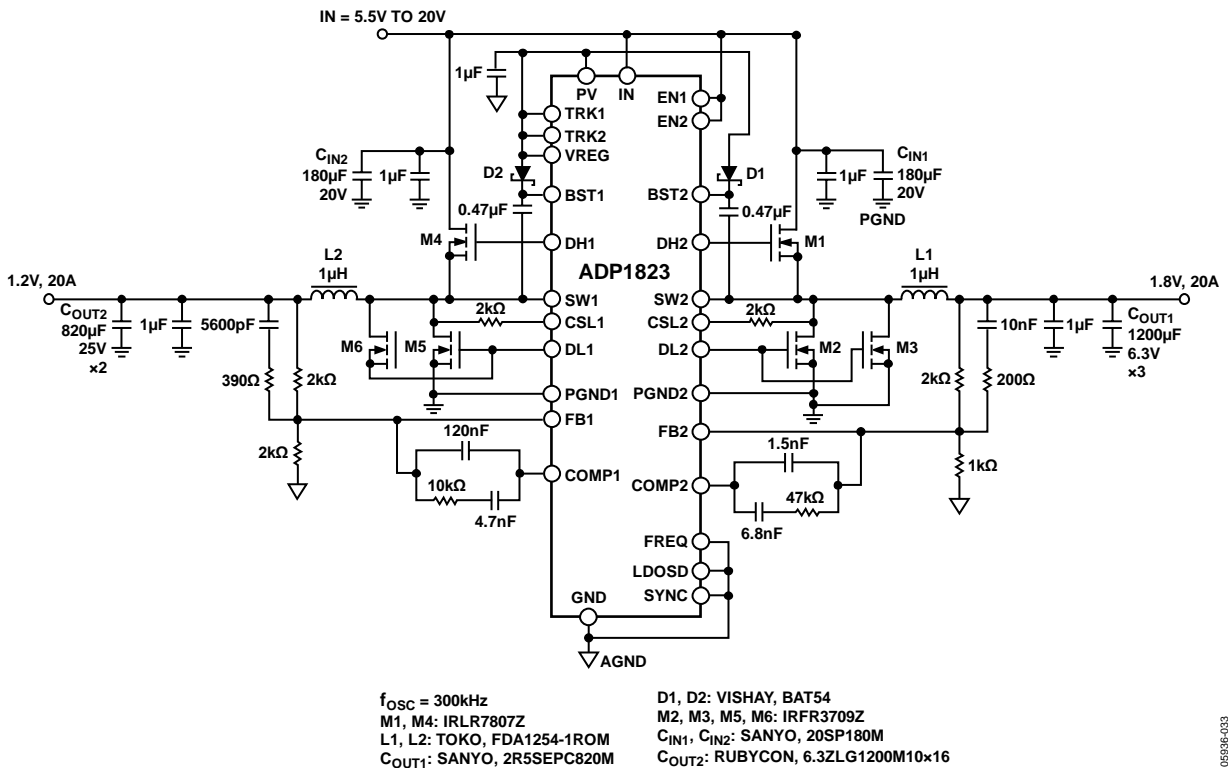 IN = 5.5V TO 20V
1µF
PV
IN
EN1
EN2
TRK1
TRK2
VREG
CIN2
180µF
20V
1µF
D2
BST1
0.47µF
D1
BST2
0.47µF
1µF
CIN1
180µF
20V
PGND
M4
DH1
DH2
M1
ADP1823
1.2V, 20A
L2
1µH
SW1
SW2
L1
1µH
1.8V, 20A
COUT2
820µF
25V
×2
1µF
5600pF
2kΩ
CSL1
CSL2
2kΩ
10nF
1µF
COUT1
1200µF
6.3V
×3
M6
M5
DL1
DL2
M2
M3
390Ω
2kΩ
PGND1
PGND2
2kΩ
200Ω
FB1
FB2
2kΩ
120nF
10kΩ
4.7nF
COMP1
COMP2
1.5nF
47kΩ
6.8nF
1kΩ
FREQ
LDOSD
SYNC
GND
AGND
fOSC = 300kHz
M1, M4: IRLR7807Z
L1, L2: TOKO, FDA1254-1ROM
COUT1: SANYO, 2R5SEPC820M
D1, D2: VISHAY, BAT54
M2, M3, M5, M6: IRFR3709Z
CIN1, CIN2: SANYO, 20SP180M
COUT2: RUBYCON, 6.3ZLG1200M10×16
05936-033